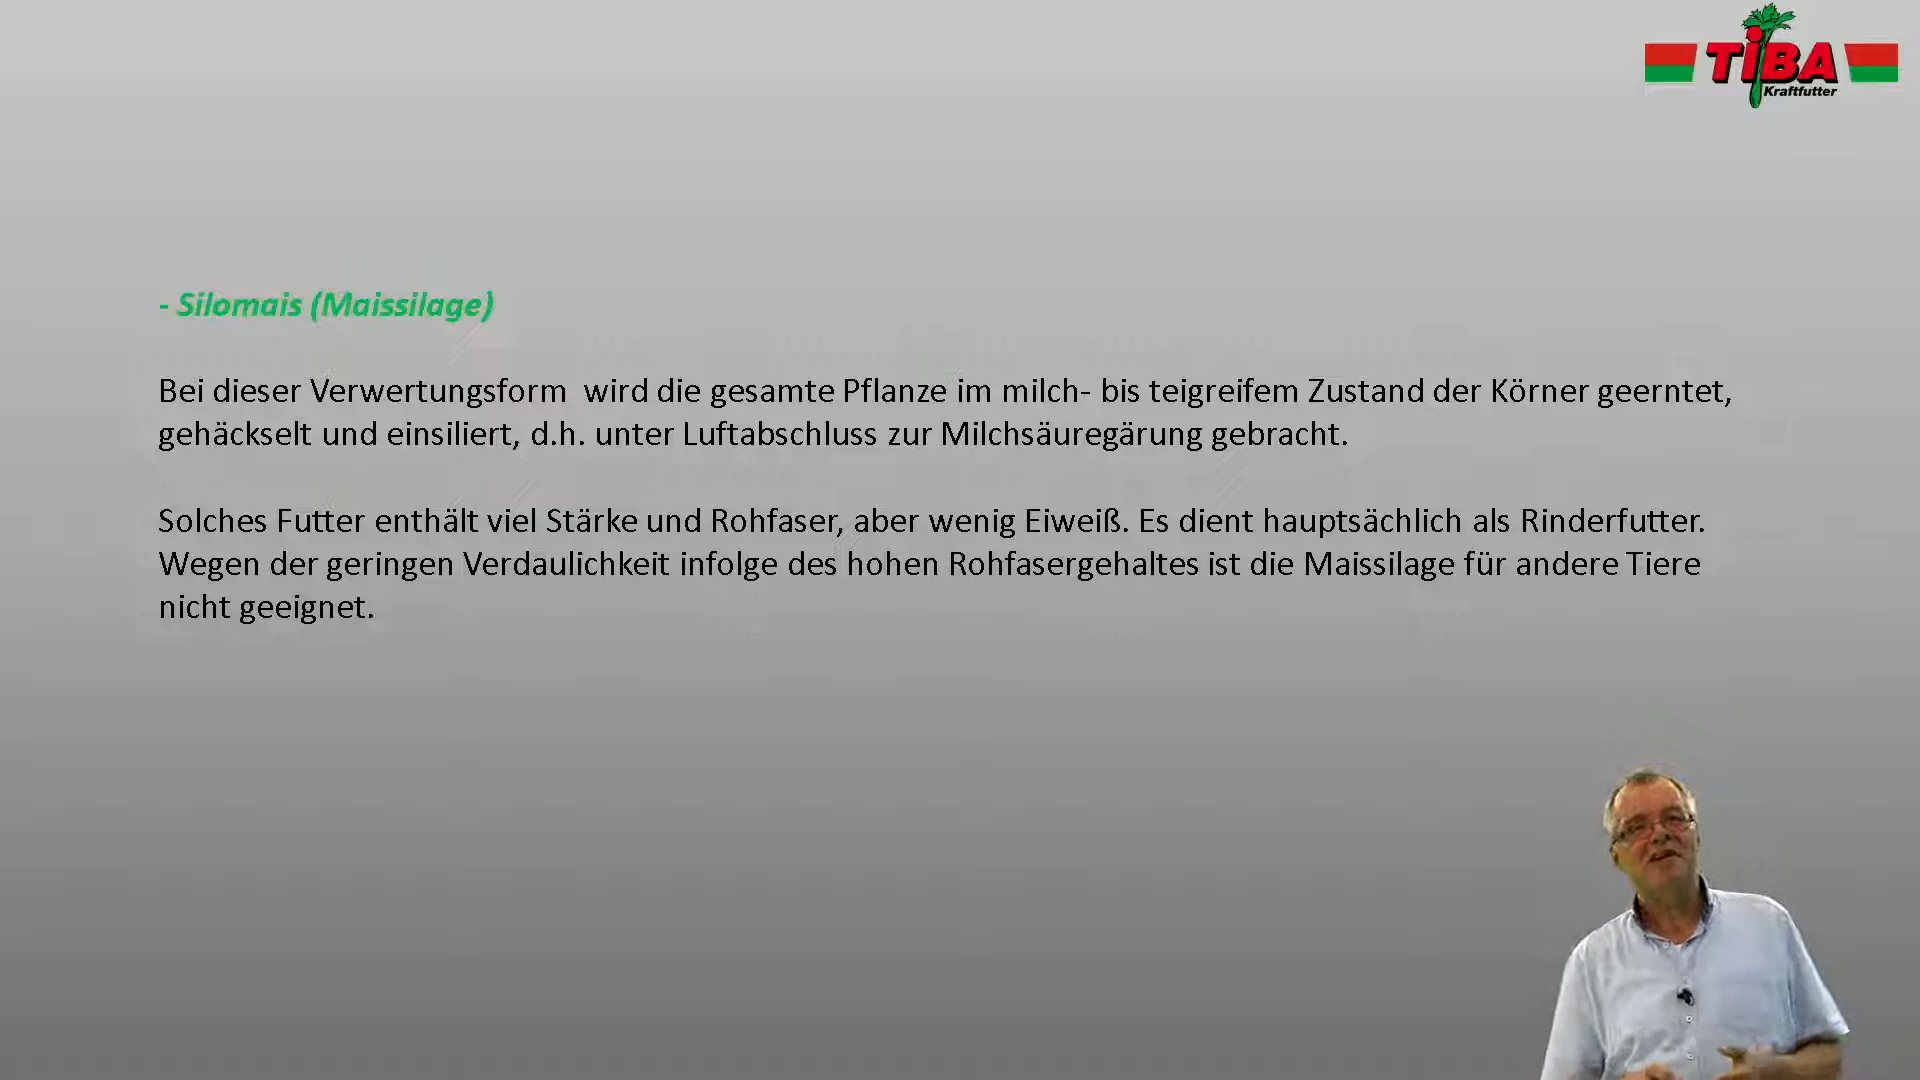 TiBA
Kraftfutter
- Silomais (Maissilage)
Bei dieser Verwertungsform wird die gesamte Pflanze im milch- bis teigreifem Zustand der Körner geerntet,
gehäckselt und einsiliert, d.h. unter Luftabschluss zur Milchsäuregärung gebracht.
Solches Futter enthält viel Stärke und Rohfaser, aber wenig Eiweiß. Es dient hauptsächlich als Rinderfutter.
Wegen der geringen Verdaulichkeit infolge des hohen Rohfasergehaltes ist die Maissilage für andere Tiere
nicht geeignet.